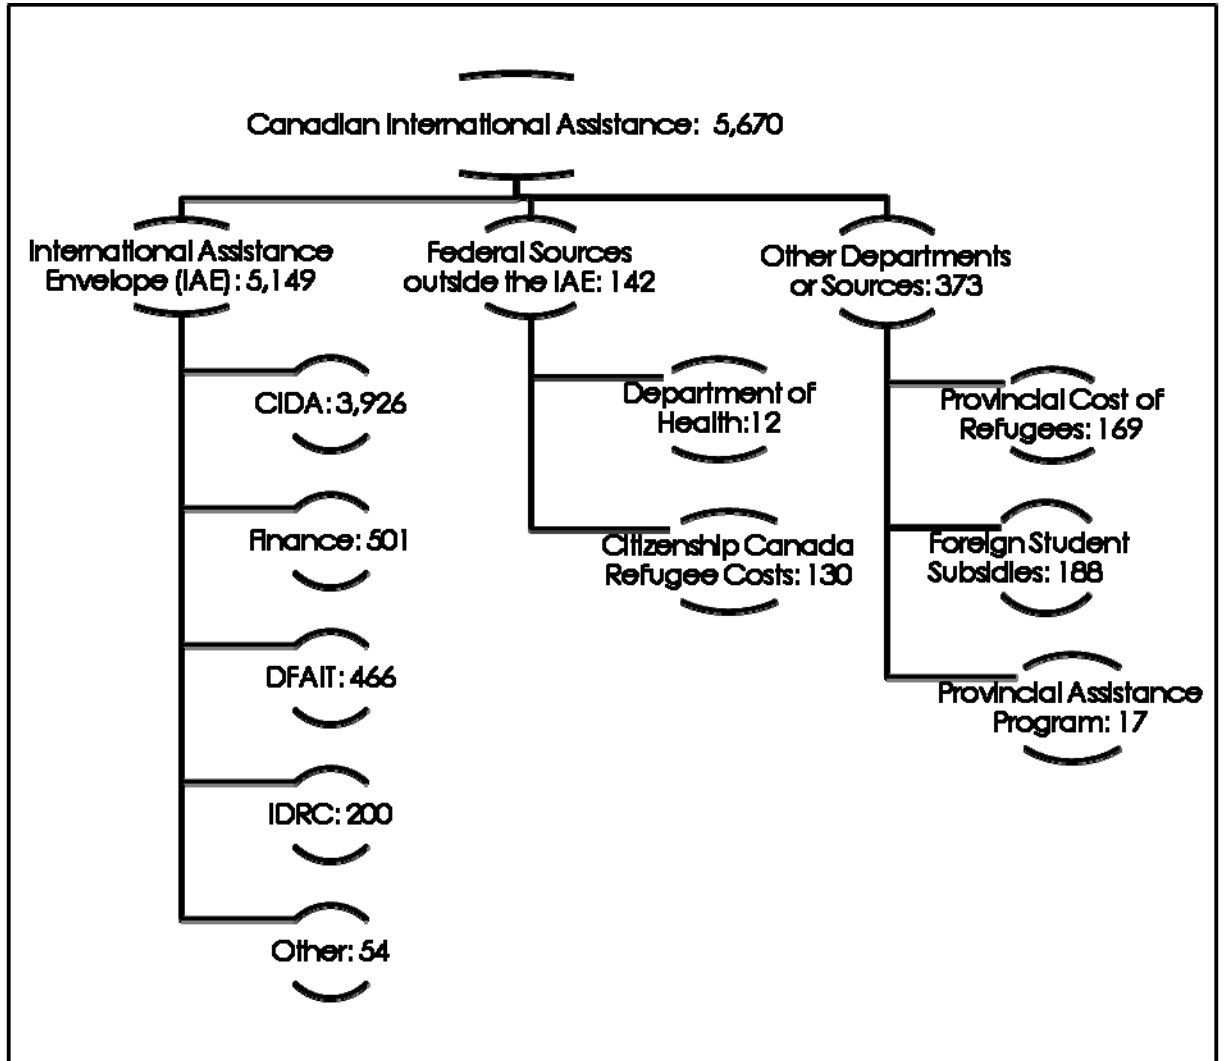 Canadian International Assistance: 5,670
International Assistance
Envelope (IAE) : 5,149
CIDA: 3,926
Finance: 501
DFAIT: 466
IDRC: 200
Other: 54
Federal Sources
outside the IAE: 142
Department of
Health:12
Citizenship Canada
Refugee Costs: 130
Other Departments
or Sources: 373
Provincial Cost of
Refugees: 169
Foreign Student
Subsidies: 188
Provincial Assistance
Program: 17